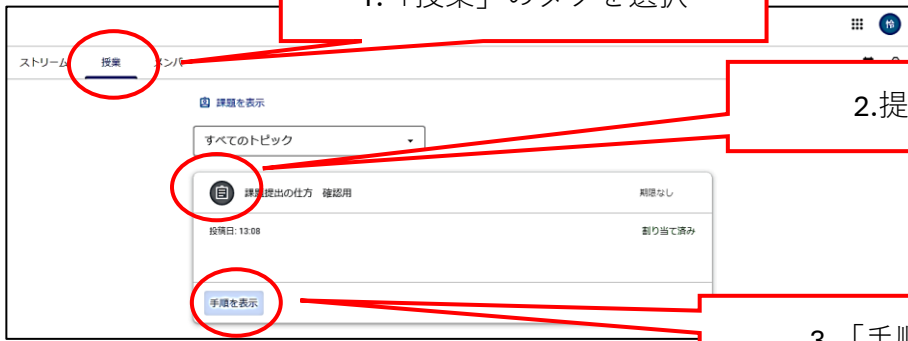 1.「授業」のタブを選択
怜
ストリーム 授業 メンバ
課題を表示
2.提
すべてのトピック
課題提出の仕方 確認用 期限なし
投稿日: 13:08 割り当て済み
手順を表示
3.「手順